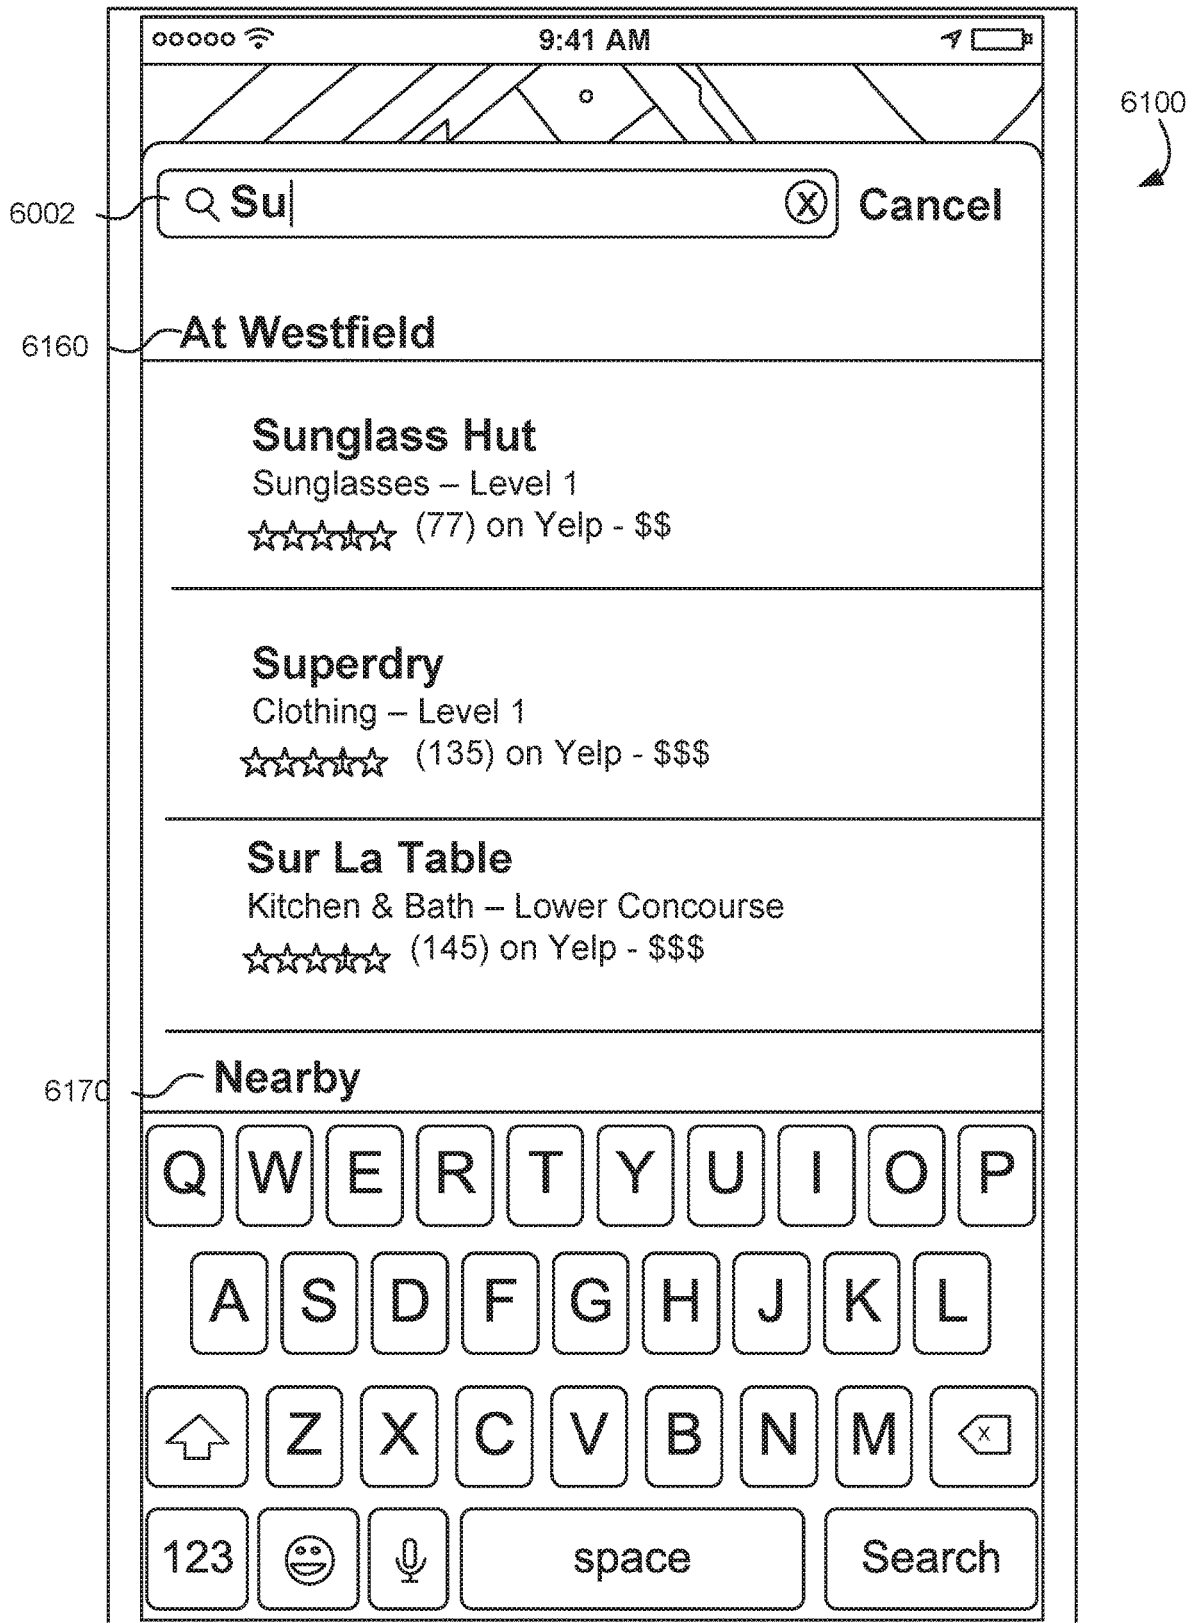 ooooo 9:41 AM
6100
6002 Su X Cancel
6160 At Westfield
Sunglass Hut
Sunglasses – Level 1
(77) on Yelp - $$
Superdry
Clothing – Level 1
(135) on Yelp - $$$
Sur La Table
Kitchen & Bath – Lower Concourse
(145) on Yelp - $$$
6170 Nearby
Q W E R T Y U I O P
A S D F G H J K L
Z X C V B N M x
123 space Search